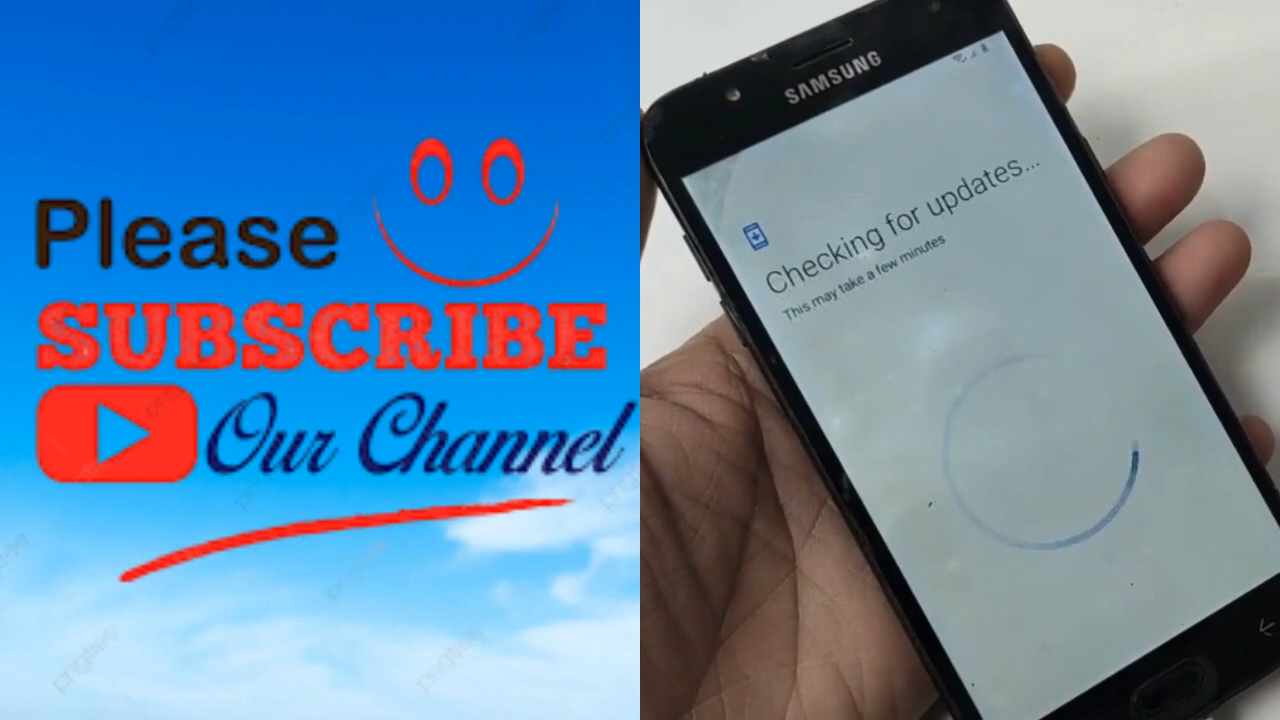 Please
SUBSCRIBE
Our Channel
SAMSUNG
Checking for updates...
This may take a few minutes